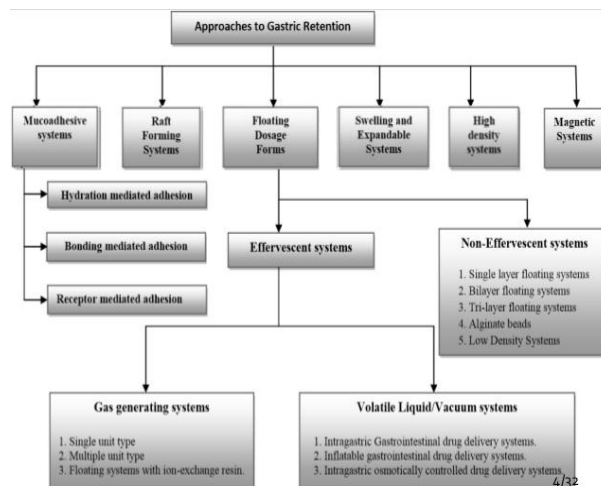 Approaches to Gastric Retention
Mucoadhesive
systems
Raft
Forming
Systems
Floating
Dosage
Forms
Swelling and
Expandable
Systems
High
density
systems
Magnetic
Systems
Hydration mediated adhesion
Bonding mediated adhesion
Receptor mediated adhesion
Effervescent systems
Non-Effervescent systems
1. Single layer floating systems
2. Bilayer floating systems
3. Tri-layer floating systems
4. Alginate beads
5. Low Density Systems
Gas generating systems
1. Single unit type
2. Multiple unit type
3. Floating systems with ion-exchange resin.
Volatile Liquid/Vacuum systems
1. Intragastric Gastrointestinal drug delivery systems.
2. Inflatable gastrointestinal drug delivery systems.
3. Intragastric osmotically controlled drug delivery systems.
4/32